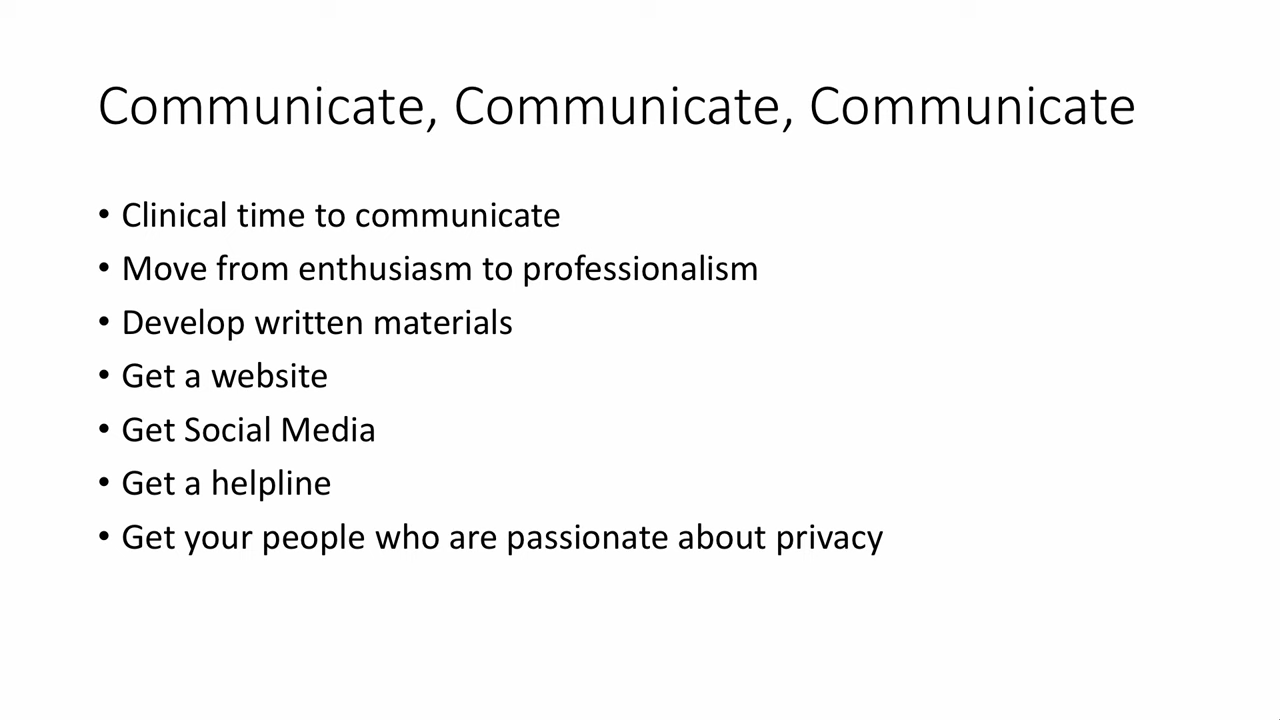 Communicate, Communicate, Communicate
• Clinical time to communicate
• Move from enthusiasm to professionalism
• Develop written materials
• Get a website
• Get Social Media
• Get a helpline
• Get your people who are passionate about privacy